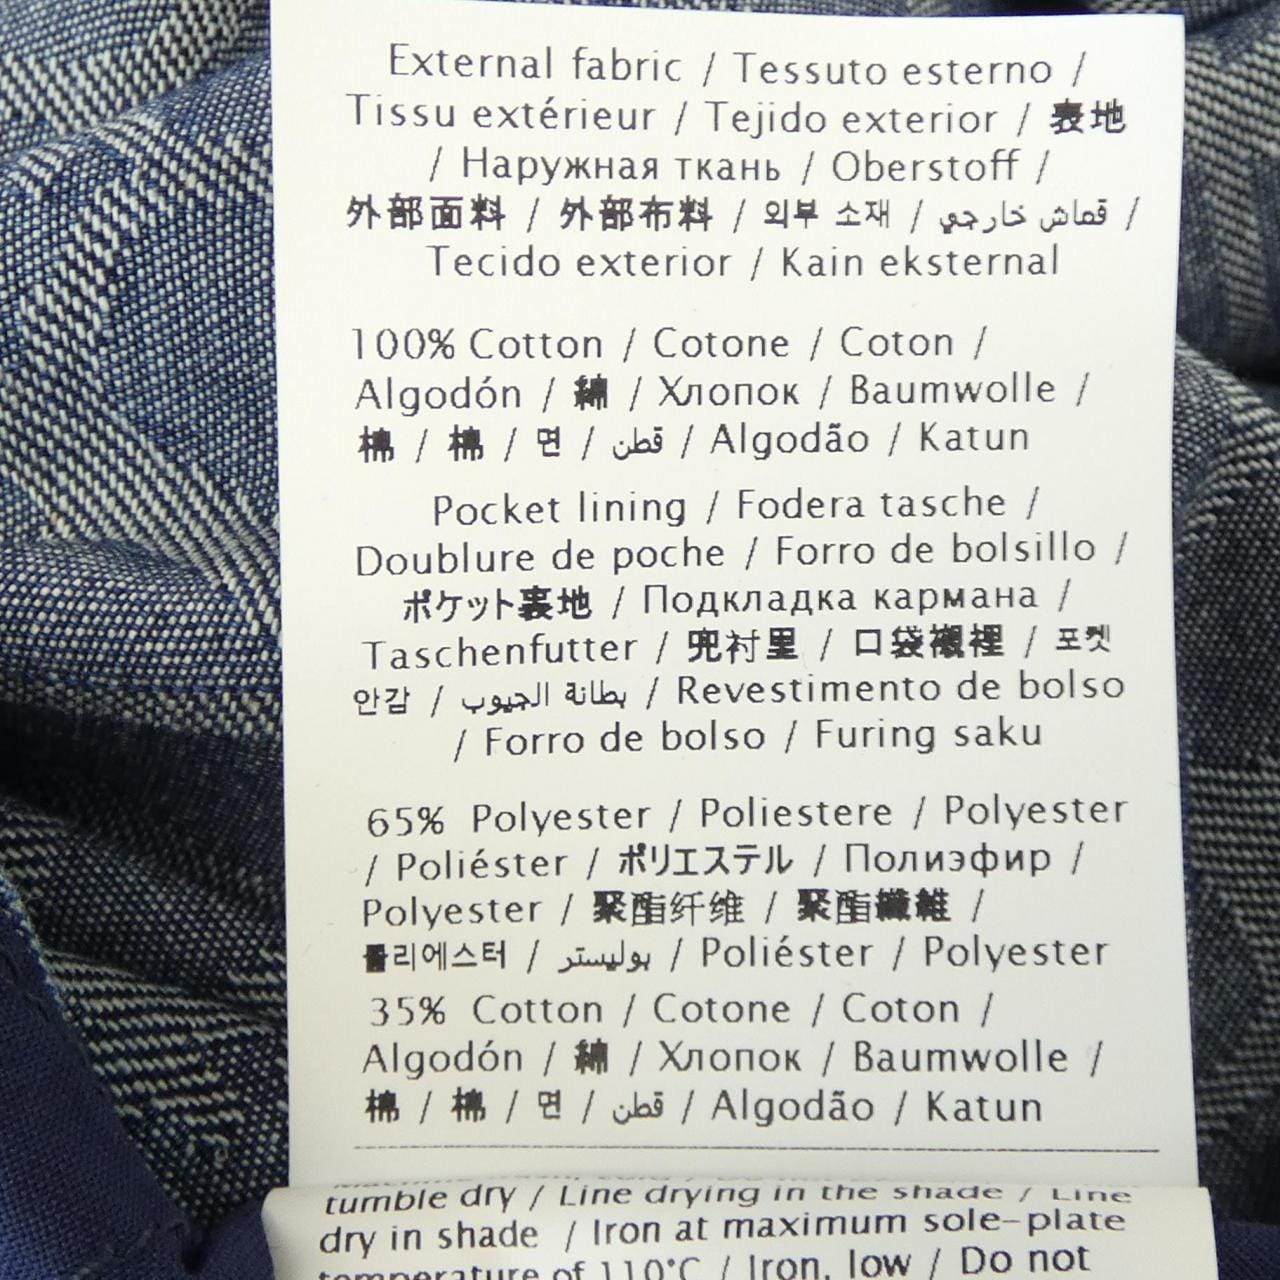 External fabric / Tessuto esterno /
Tissu extérieur / Tejido exterior / 表地
/ Наружная ткань / Oberstoff /
外部面料 / 外部布料 / 외부 소재 / قماش خارجي /
Tecido exterior / Kain eksternal
100% Cotton / Cotone / Coton /
Algodón / 綿 / Хлопок / Baumwolle /
棉 / 棉 / 면 / قطن / Algodão / Katun
Pocket lining / Fodera tasche /
Doublure de poche / Forro de bolsillo /
ポケット裏地 / Подкладка кармана /
Taschenfutter / 兜衬里 / 口袋襯裡 / 포켓
안감 / بطانة الجيوب / Revestimento de bolso
/ Forro de bolso / Furing saku
65% Polyester / Poliestere / Polyester
/ Poliéster / ポリエステル / Полиэфир /
Polyester / 聚酯纤维 / 聚酯纖維 /
폴리에스터 / بوليستر / Poliéster / Polyester
35% Cotton / Cotone / Coton /
Algodón / 綿 / Хлопок / Baumwolle /
棉 / 棉 / 면 / قطن / Algodão / Katun
tumble dry / Line drying in the shade / Line
dry in shade / Iron at maximum sole-plate
temperature of 110°C / Iron, low / Do not